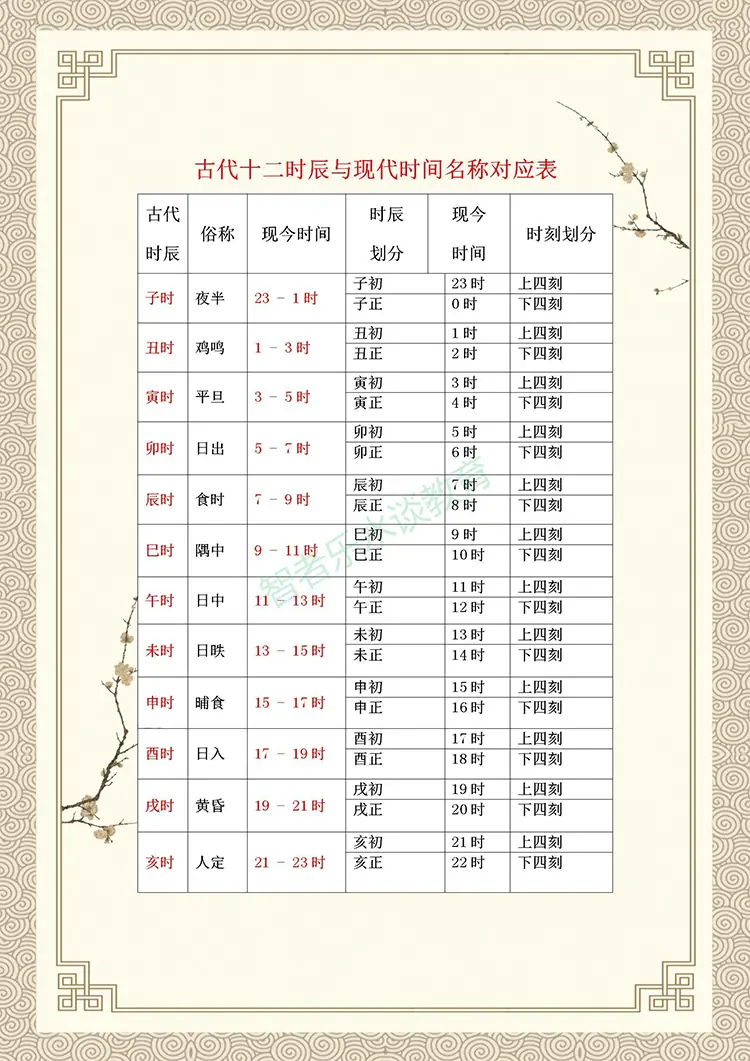 古代十二时辰与现代时间名称对应表
古代时辰 俗称 现今时间 时辰划分 现今时间 时刻划分
子时 夜半 23 - 1时 子初 23时 上四刻
子正 0时 下四刻
丑时 鸡鸣 1 - 3时 丑初 1时 上四刻
丑正 2时 下四刻
寅时 平旦 3 - 5时 寅初 3时 上四刻
寅正 4时 下四刻
卯时 日出 5 - 7时 卯初 5时 上四刻
卯正 6时 下四刻
辰时 食时 7 - 9时 辰初 7时 上四刻
辰正 8时 下四刻
巳时 隅中 9 - 11时 巳初 9时 上四刻
巳正 10时 下四刻
午时 日中 11 - 13时 午初 11时 上四刻
午正 12时 下四刻
未时 日昳 13 - 15时 未初 13时 上四刻
未正 14时 下四刻
申时 晡食 15 - 17时 申初 15时 上四刻
申正 16时 下四刻
酉时 日入 17 - 19时 酉初 17时 上四刻
酉正 18时 下四刻
戌时 黄昏 19 - 21时 戌初 19时 上四刻
戌正 20时 下四刻
亥时 人定 21 - 23时 亥初 21时 上四刻
亥正 22时 下四刻
智者乐水谈教育